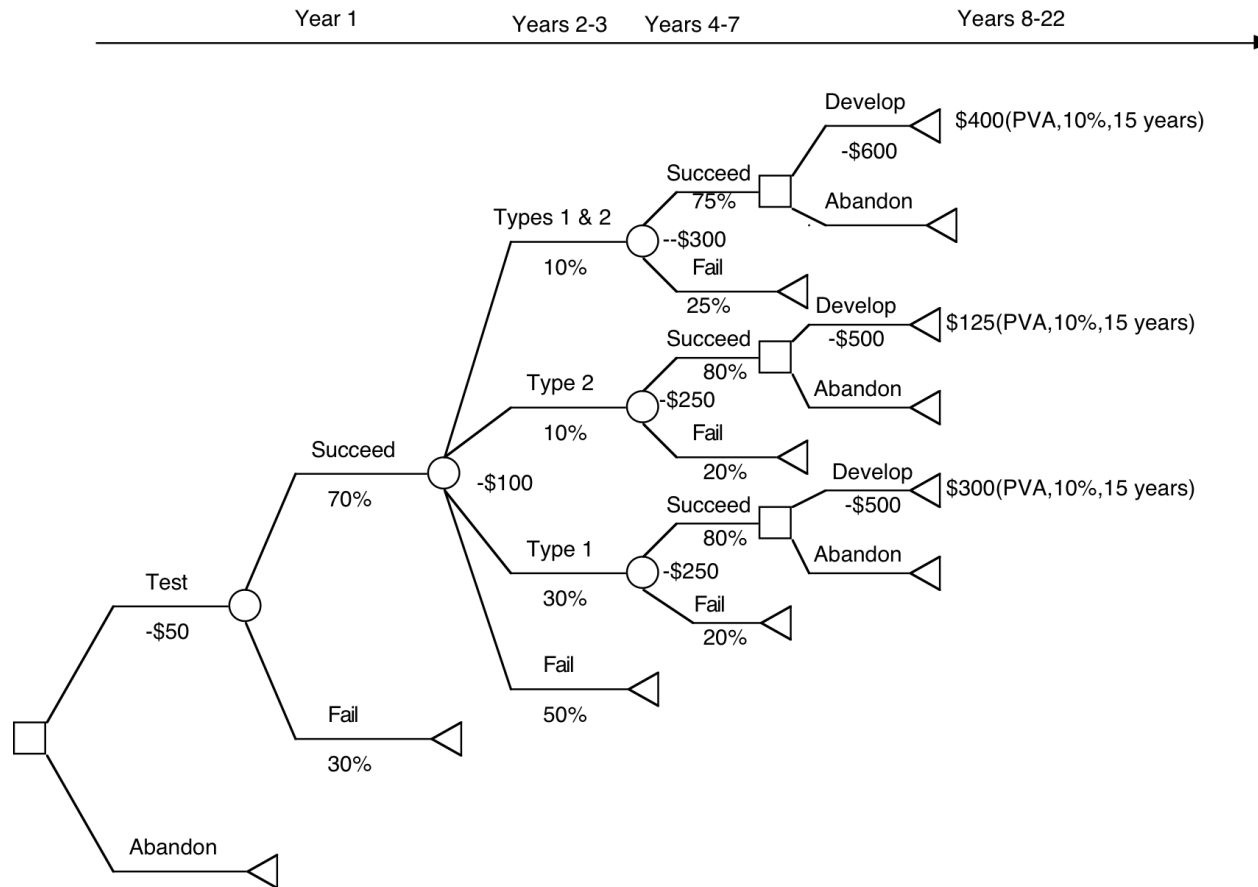 Year 1
Years 2-3
Years 4-7
Years 8-22
Develop
$400(PVA,10%,15 years)
-$600
Succeed
75%
Abandon
Types 1 & 2
--$300
10%
Fail
25%
Develop
$125(PVA,10%,15 years)
-$500
Succeed
80%
Abandon
Type 2
-$250
10%
Fail
20%
Develop
$300(PVA,10%,15 years)
-$500
Succeed
80%
Abandon
Succeed
70%
-$100
Type 1
-$250
30%
Fail
20%
Test
-$50
Fail
50%
Fail
30%
Abandon